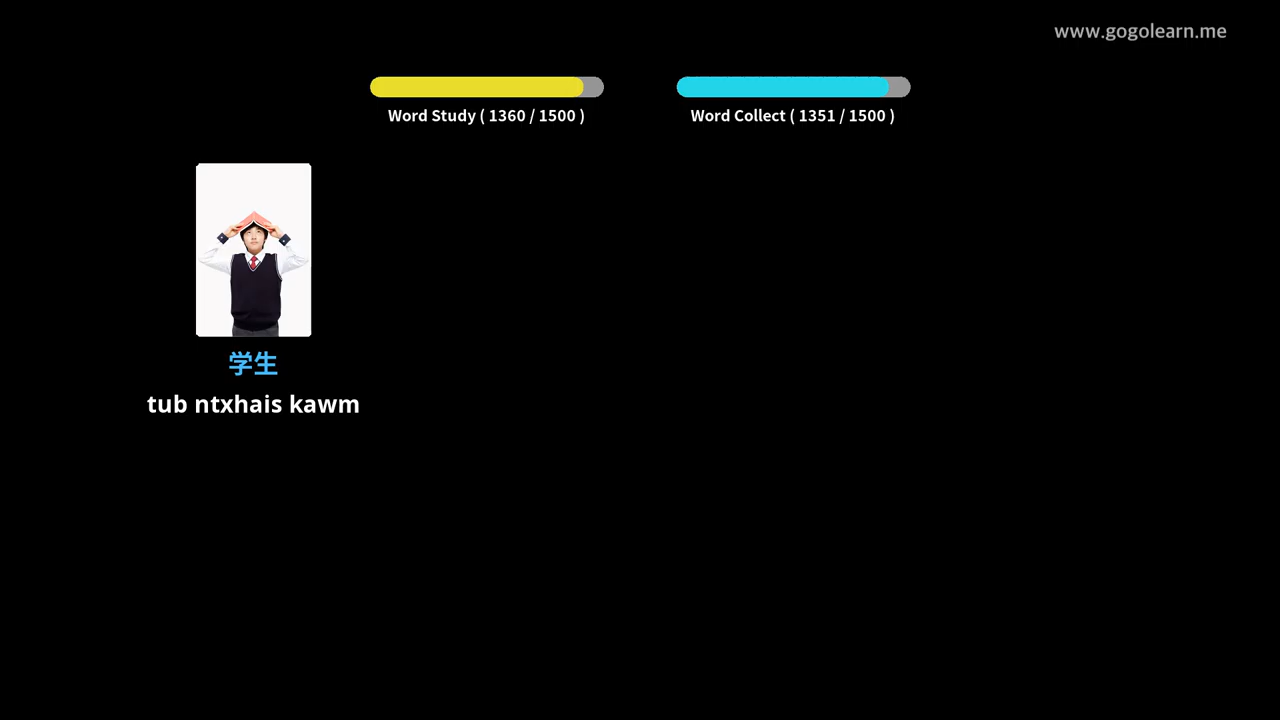 www.gogolearn.me
Word Study ( 1360 / 1500 )
Word Collect ( 1351 / 1500 )
学生
tub ntxhais kawm